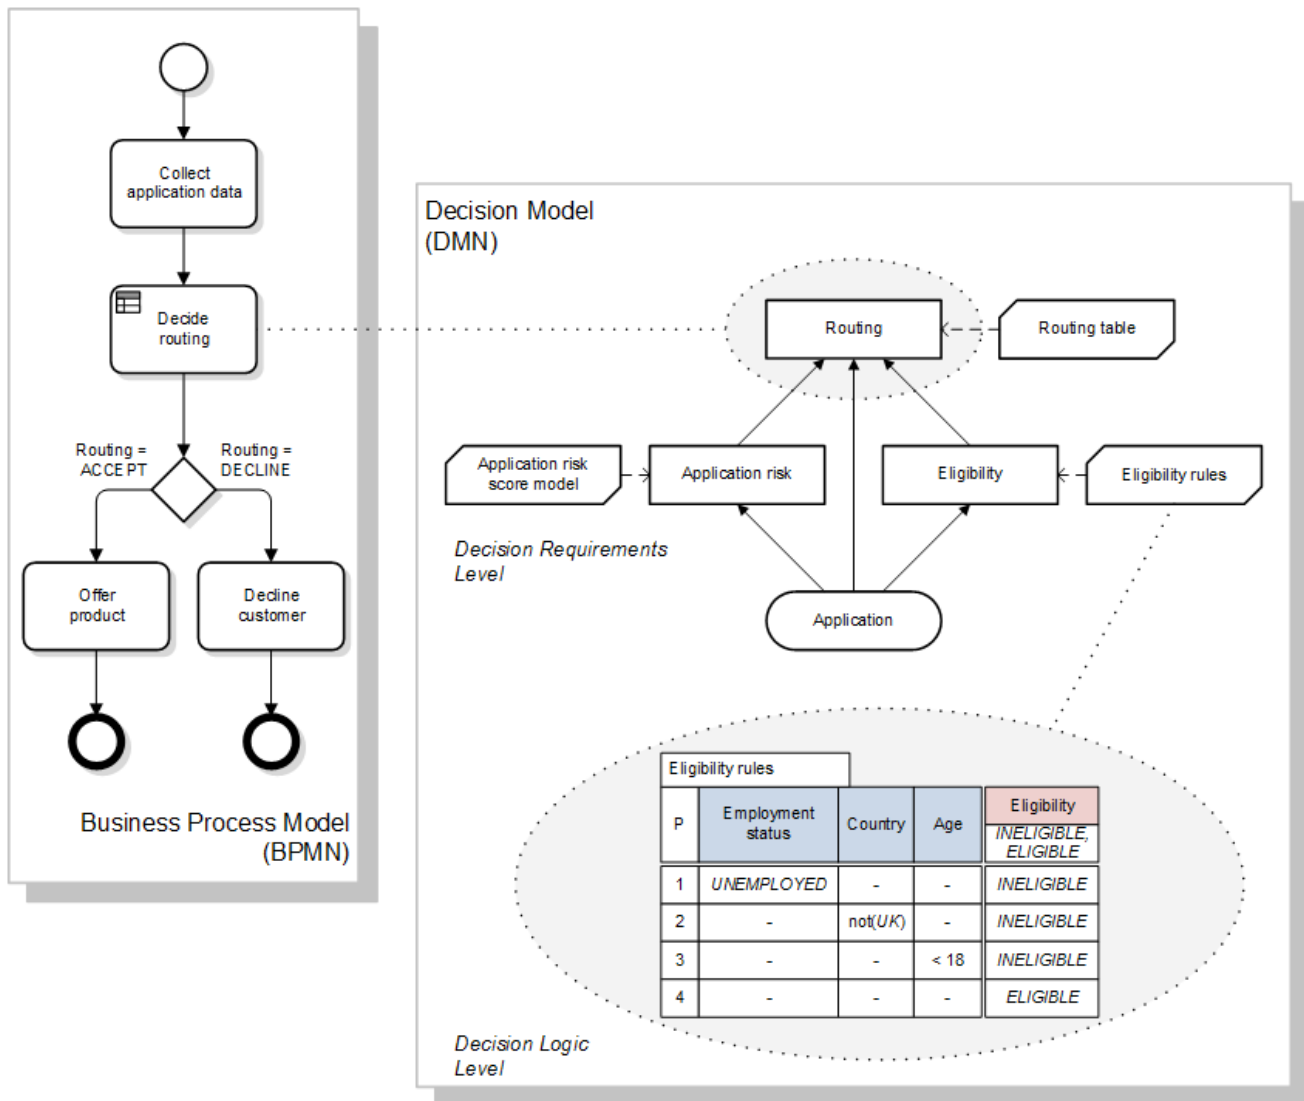 Collect
application data
Decide
routing
Routing =
ACCEPT
Routing =
DECLINE
Offer
product
Decline
customer
Business Process Model
(BPMN)
Decision Model
(DMN)
Routing
Routing table
Application risk
score model
Application risk
Eligibility
Eligibility rules
Decision Requirements
Level
Application
Eligibility rules
P
Employment
status
Country
Age
Eligibility
INELIGIBLE,
ELIGIBLE
1 UNEMPLOYED - - INELIGIBLE
2 - not(UK) - INELIGIBLE
3 - - < 18 INELIGIBLE
4 - - - ELIGIBLE
Decision Logic
Level